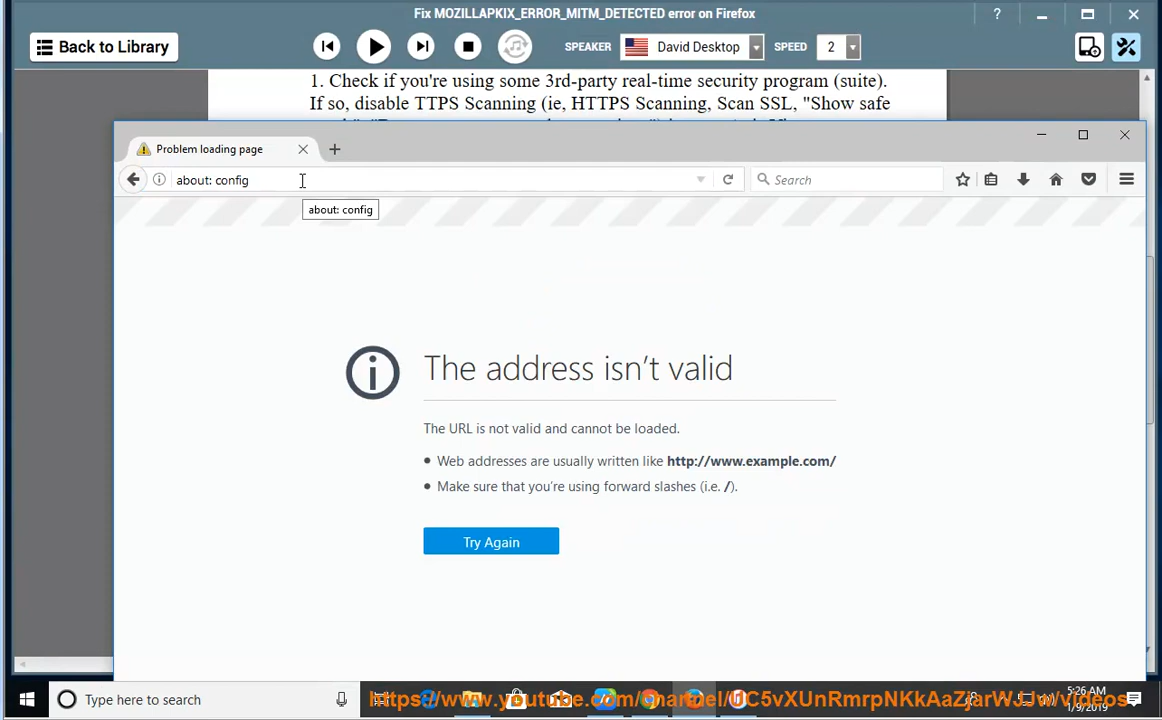 Fix MOZILLAPKIX_ERROR_MITM_DETECTED error on Firefox
?
Back to Library
SPEAKER
David Desktop
SPEED
2
1. Check if you're using some 3rd-party real-time security program (suite).
If so, disable TTPS Scanning (ie, HTTPS Scanning, Scan SSL, "Show safe
Problem loading page
about: config
Search
about: config
The address isn't valid
The URL is not valid and cannot be loaded.
• Web addresses are usually written like http://www.example.com/
• Make sure that you're using forward slashes (i.e. /).
Try Again
Type here to search
5:26 AM
1/9/2019